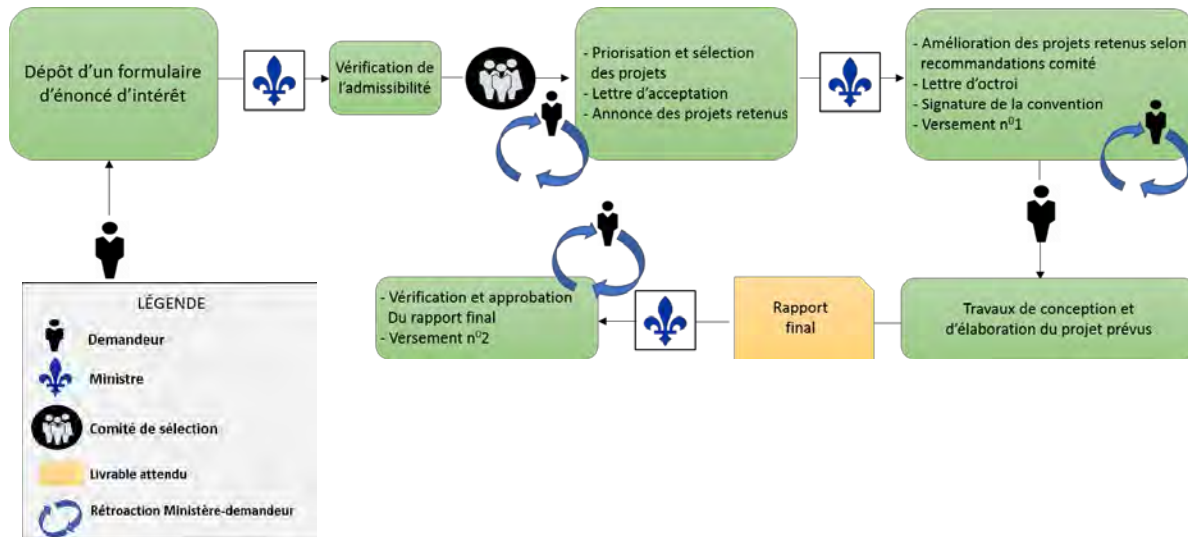 Dépôt d'un formulaire
d'énoncé d'intérêt
Vérification de
l'admissibilité
- Priorisation et sélection
des projets
- Lettre d'acceptation
- Annonce des projets retenus
- Amélioration des projets retenus selon
recommandations comité
- Lettre d'octroi
- Signature de la convention
- Versement n⁰1
Travaux de conception et
d'élaboration du projet prévus
Rapport
final
- Vérification et approbation
Du rapport final
- Versement n⁰2
LÉGENDE
Demandeur
Ministre
Comité de sélection
Livrable attendu
Rétroaction Ministère-demandeur